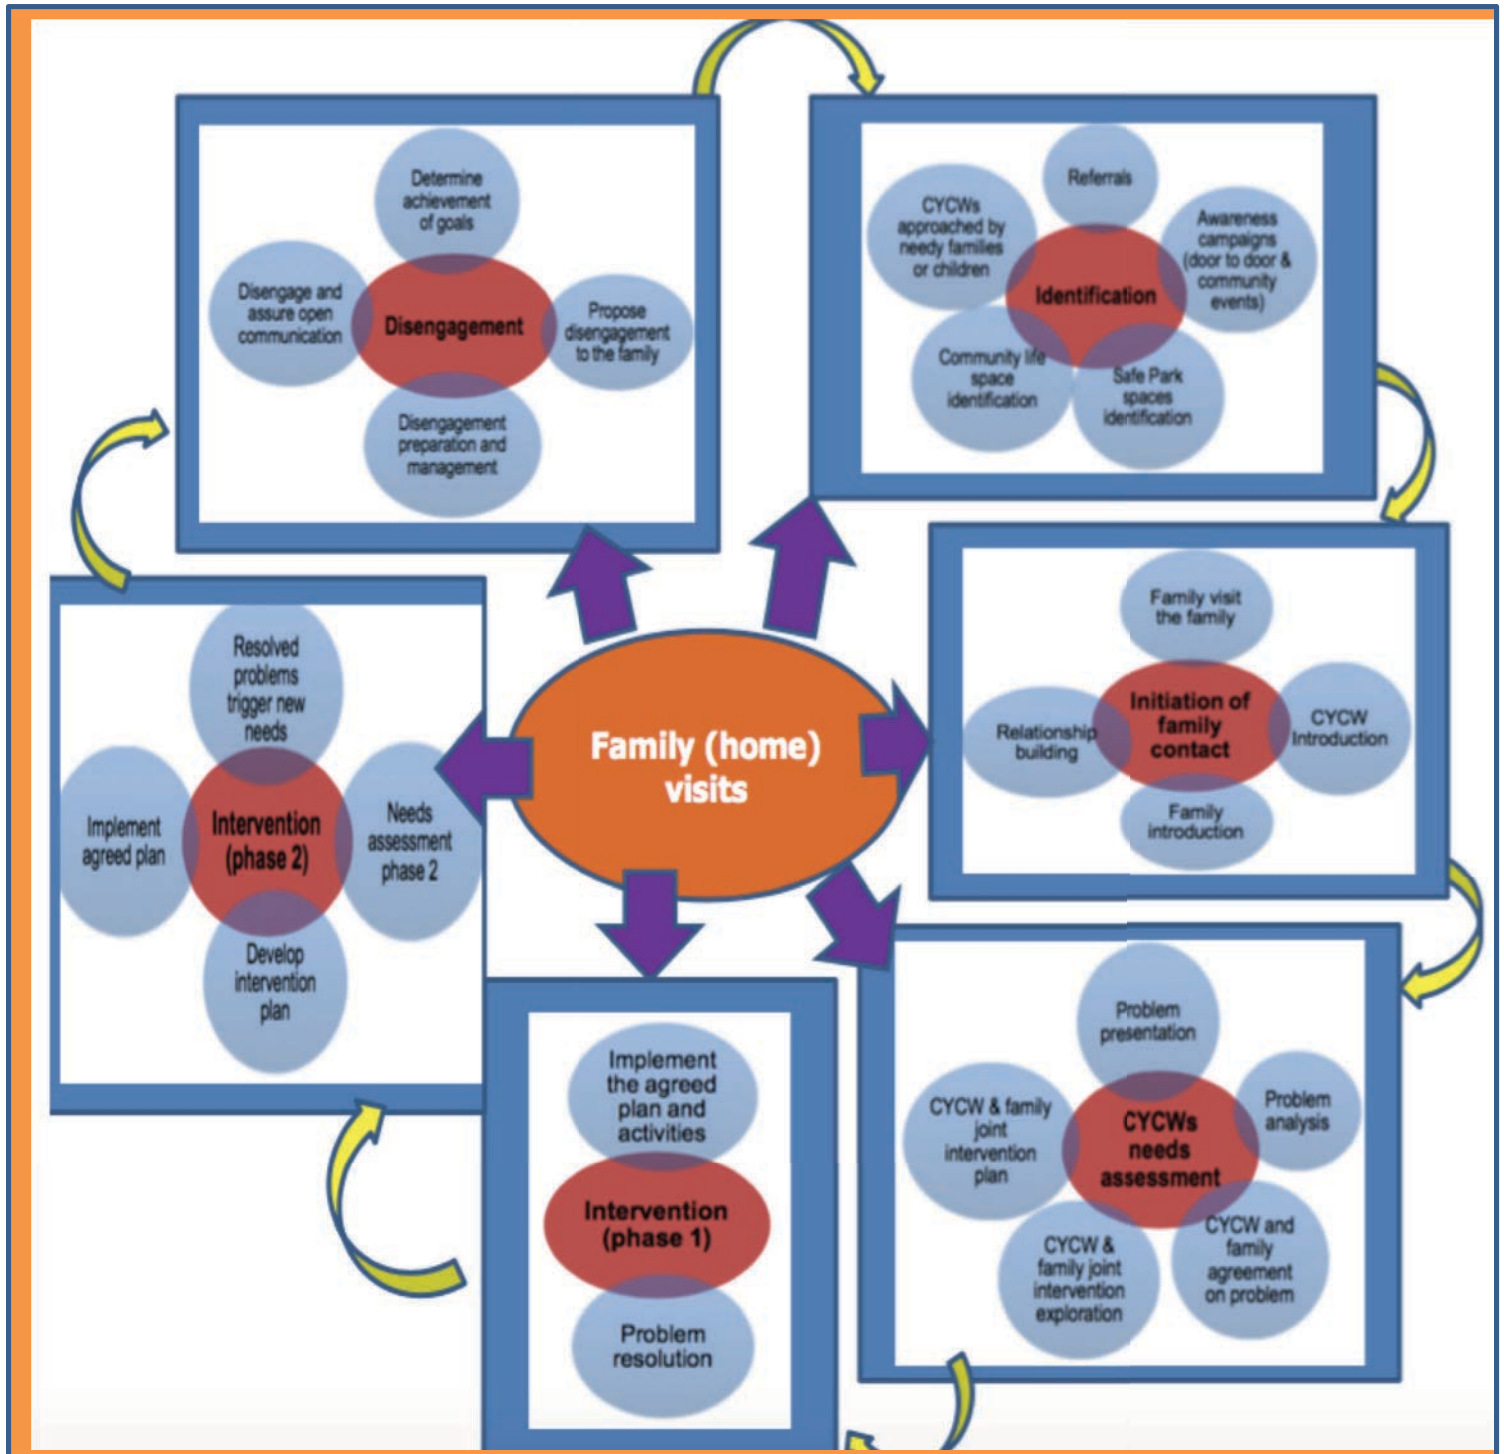 Determine
achievement
of goals
Disengage and
assure open
communication
Disengagement
Propose
disengagement
to the family
Disengagement
preparation and
management
Referrals
CYCWs
approached by
needy families
or children
Awareness
campaigns
(door to door &
community
events)
Identification
Community life
space
identification
Safe Park
spaces
identification
Family visit
the family
Relationship
building
Initiation of
family
contact
CYCW
Introduction
Family
introduction
Family (home)
visits
Resolved
problems
trigger new
needs
Implement
agreed plan
Intervention
(phase 2)
Needs
assessment
phase 2
Develop
intervention
plan
Implement
the agreed
plan and
activities
Intervention
(phase 1)
Problem
resolution
Problem
presentation
CYCW & family
joint
intervention
plan
CYCWs
needs
assessment
Problem
analysis
CYCW &
family joint
intervention
exploration
CYCW and
family
agreement
on problem